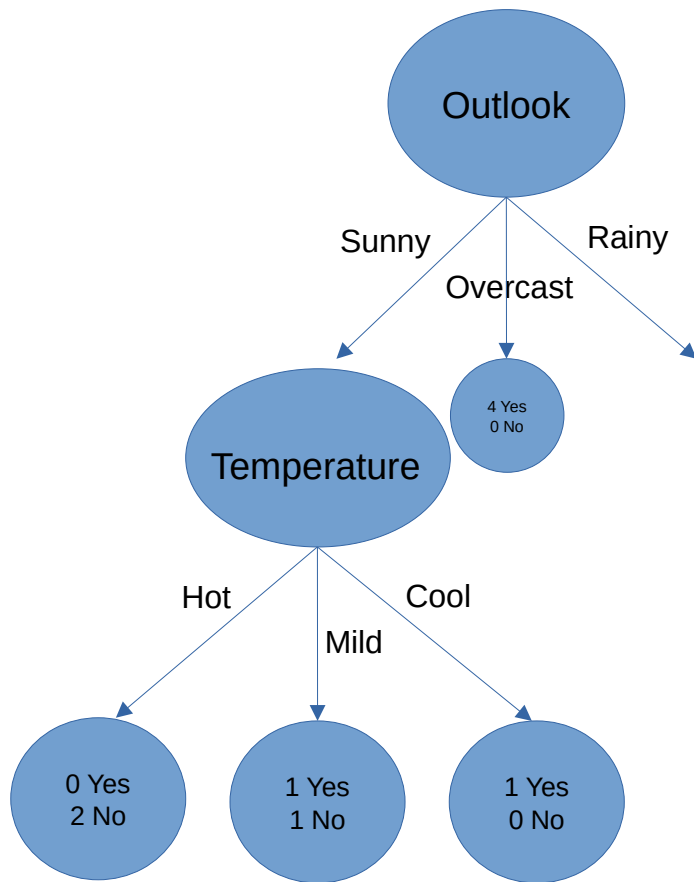 Outlook
Sunny
Rainy
Overcast
4 Yes
0 No
Temperature
Hot
Cool
Mild
0 Yes
2 No
1 Yes
1 No
1 Yes
0 No